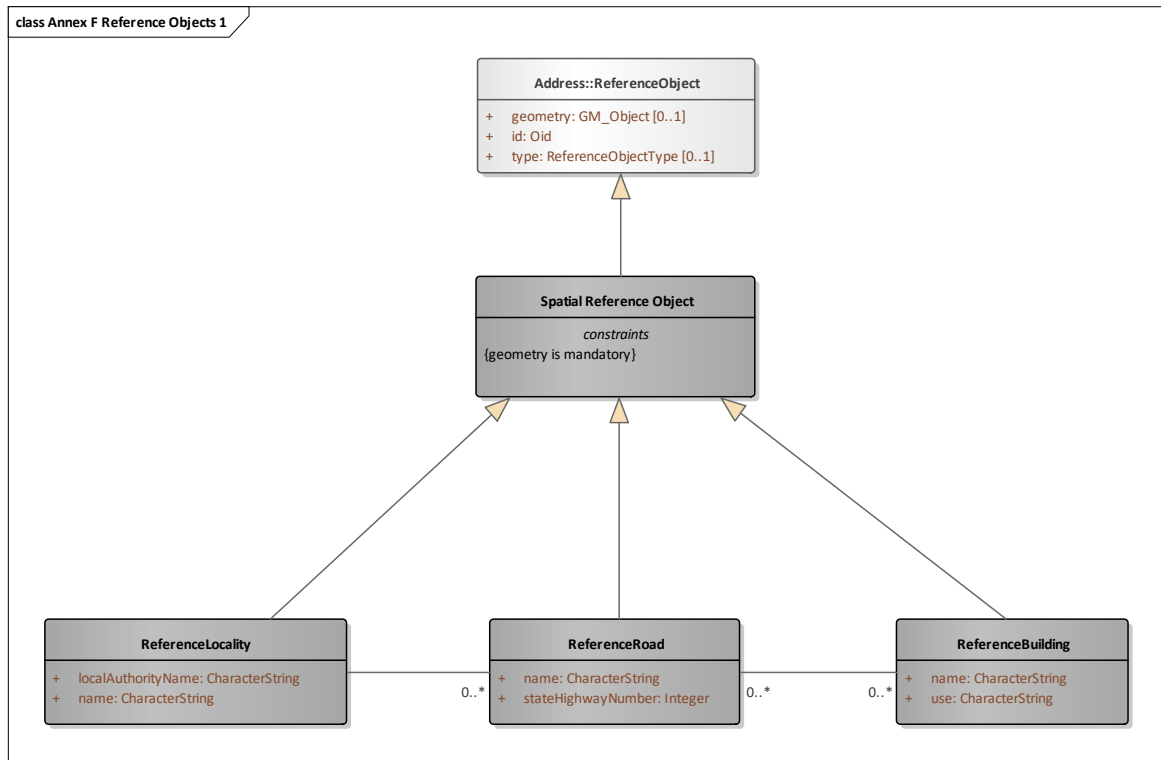 class Annex F Reference Objects 1
Address::ReferenceObject
+ geometry: GM_Object [0..1]
+ id: Oid
+ type: ReferenceObjectType [0..1]
Spatial Reference Object
constraints
{geometry is mandatory}
ReferenceLocality
+ localAuthorityName: CharacterString
+ name: CharacterString
0..*
ReferenceRoad
+ name: CharacterString
+ stateHighwayNumber: Integer
0..*
0..*
ReferenceBuilding
+ name: CharacterString
+ use: CharacterString